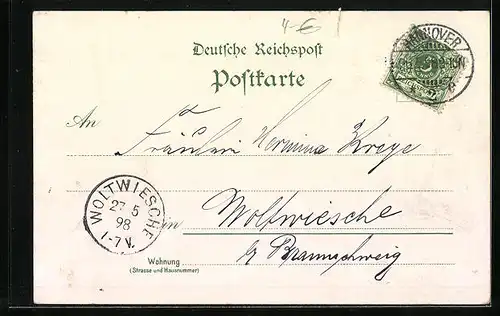 4-€
Deutsche Reichspost
Postkarte
HANNOVER
An
Fräulein Hermine Kreye
WOLTWIESCHE
27 5
98
1-7 V.
in Woltwiesche
b/ Braunschweig
Wohnung
(Strasse und Hausnummer)